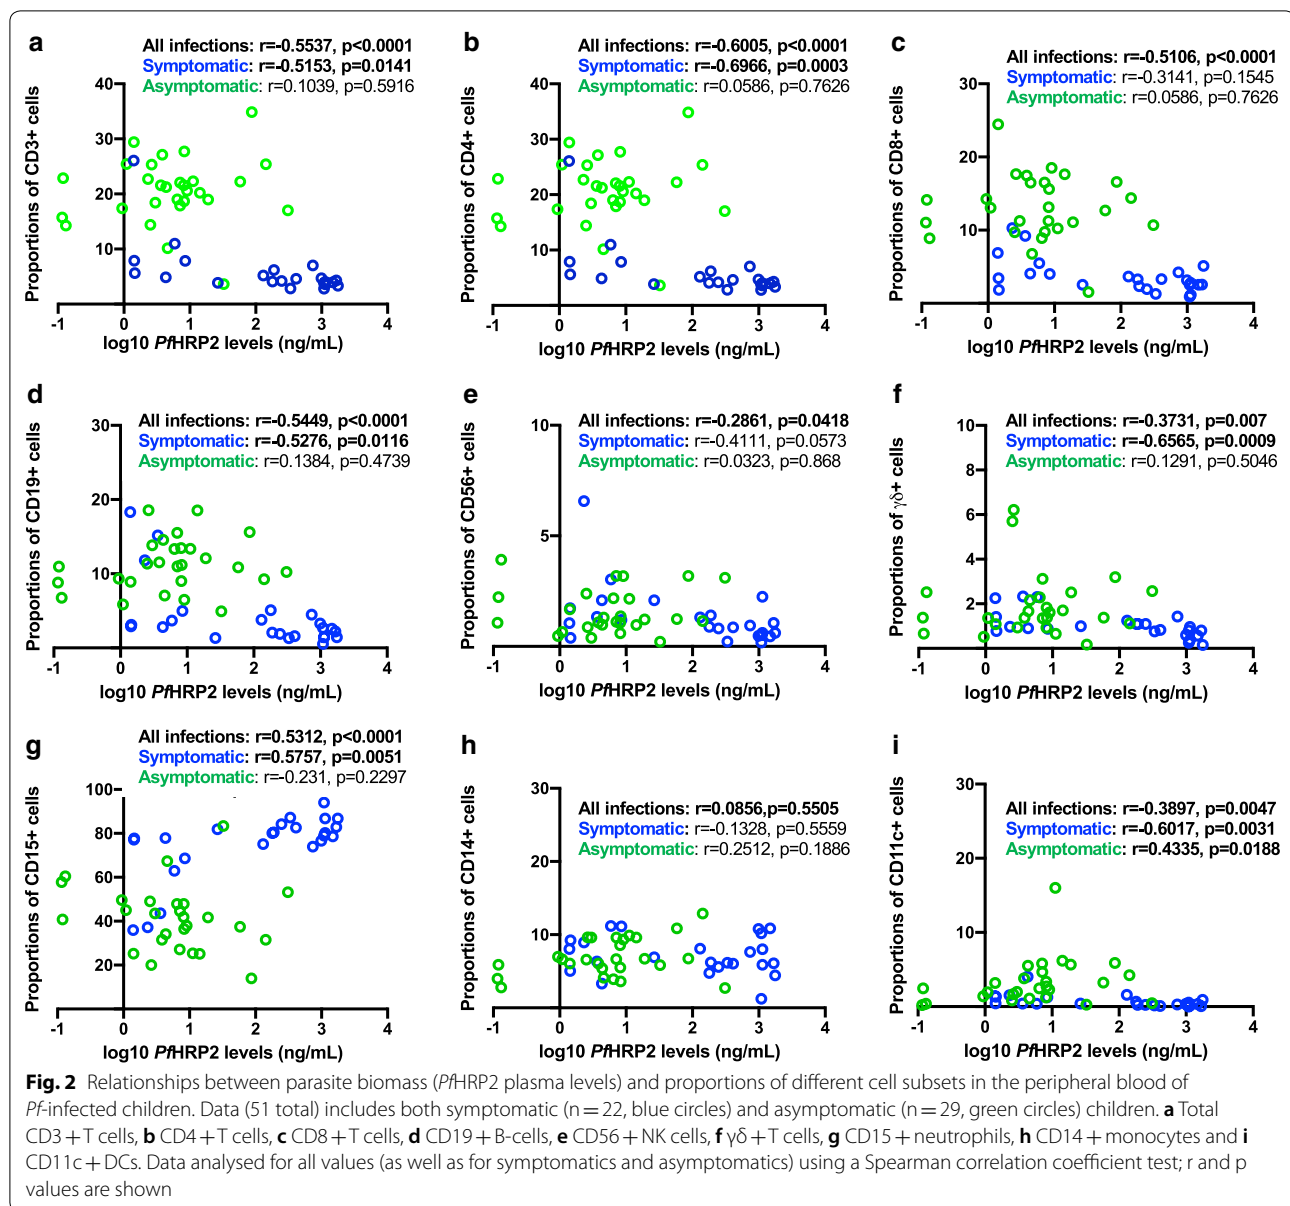 a
All infections: r=-0.5537, p<0.0001
Symptomatic: r=-0.5153, p=0.0141
Asymptomatic: r=0.1039, p=0.5916
Proportions of CD3+ cells
40
30
20
10
-1 0 1 2 3 4
log10 PfHRP2 levels (ng/mL)
b
All infections: r=-0.6005, p<0.0001
Symptomatic: r=-0.6966, p=0.0003
Asymptomatic: r=0.0586, p=0.7626
Proportions of CD4+ cells
40
30
20
10
-1 0 1 2 3 4
log10 PfHRP2 levels (ng/mL)
c
All infections: r=-0.5106, p<0.0001
Symptomatic: r=-0.3141, p=0.1545
Asymptomatic: r=0.0586, p=0.7626
Proportions of CD8+ cells
30
20
10
-1 0 1 2 3 4
log10 PfHRP2 levels (ng/mL)
d
All infections: r=-0.5449, p<0.0001
Symptomatic: r=-0.5276, p=0.0116
Asymptomatic: r=0.1384, p=0.4739
Proportions of CD19+ cells
30
20
10
-1 0 1 2 3 4
log10 PfHRP2 levels (ng/mL)
e
All infections: r=-0.2861, p=0.0418
Symptomatic: r=-0.4111, p=0.0573
Asymptomatic: r=0.0323, p=0.868
Proportions of CD56+ cells
10
5
-1 0 1 2 3 4
log10 PfHRP2 levels (ng/mL)
f
All infections: r=-0.3731, p=0.007
Symptomatic: r=-0.6565, p=0.0009
Asymptomatic: r=0.1291, p=0.5046
Proportions of γδ+ cells
10
8
6
4
2
-1 0 1 2 3 4
log10 PfHRP2 levels (ng/mL)
g
All infections: r=0.5312, p<0.0001
Symptomatic: r=0.5757, p=0.0051
Asymptomatic: r=-0.231, p=0.2297
Proportions of CD15+ cells
100
80
60
40
20
-1 0 1 2 3 4
log10 PfHRP2 levels (ng/mL)
h
All infections: r=0.0856,p=0.5505
Symptomatic: r=-0.1328, p=0.5559
Asymptomatic: r=0.2512, p=0.1886
Proportions of CD14+ cells
30
20
10
-1 0 1 2 3 4
log10 PfHRP2 levels (ng/mL)
i
All infections: r=-0.3897, p=0.0047
Symptomatic: r=-0.6017, p=0.0031
Asymptomatic: r=0.4335, p=0.0188
Proportions of CD11c+ cells
30
20
10
-1 0 1 2 3 4
log10 PfHRP2 levels (ng/mL)
Fig. 2 Relationships between parasite biomass (PfHRP2 plasma levels) and proportions of different cell subsets in the peripheral blood of
Pf-infected children. Data (51 total) includes both symptomatic (n = 22, blue circles) and asymptomatic (n = 29, green circles) children. a Total
CD3 + T cells, b CD4 + T cells, c CD8 + T cells, d CD19 + B-cells, e CD56 + NK cells, f γδ + T cells, g CD15 + neutrophils, h CD14 + monocytes and i
CD11c + DCs. Data analysed for all values (as well as for symptomatics and asymptomatics) using a Spearman correlation coefficient test; r and p
values are shown